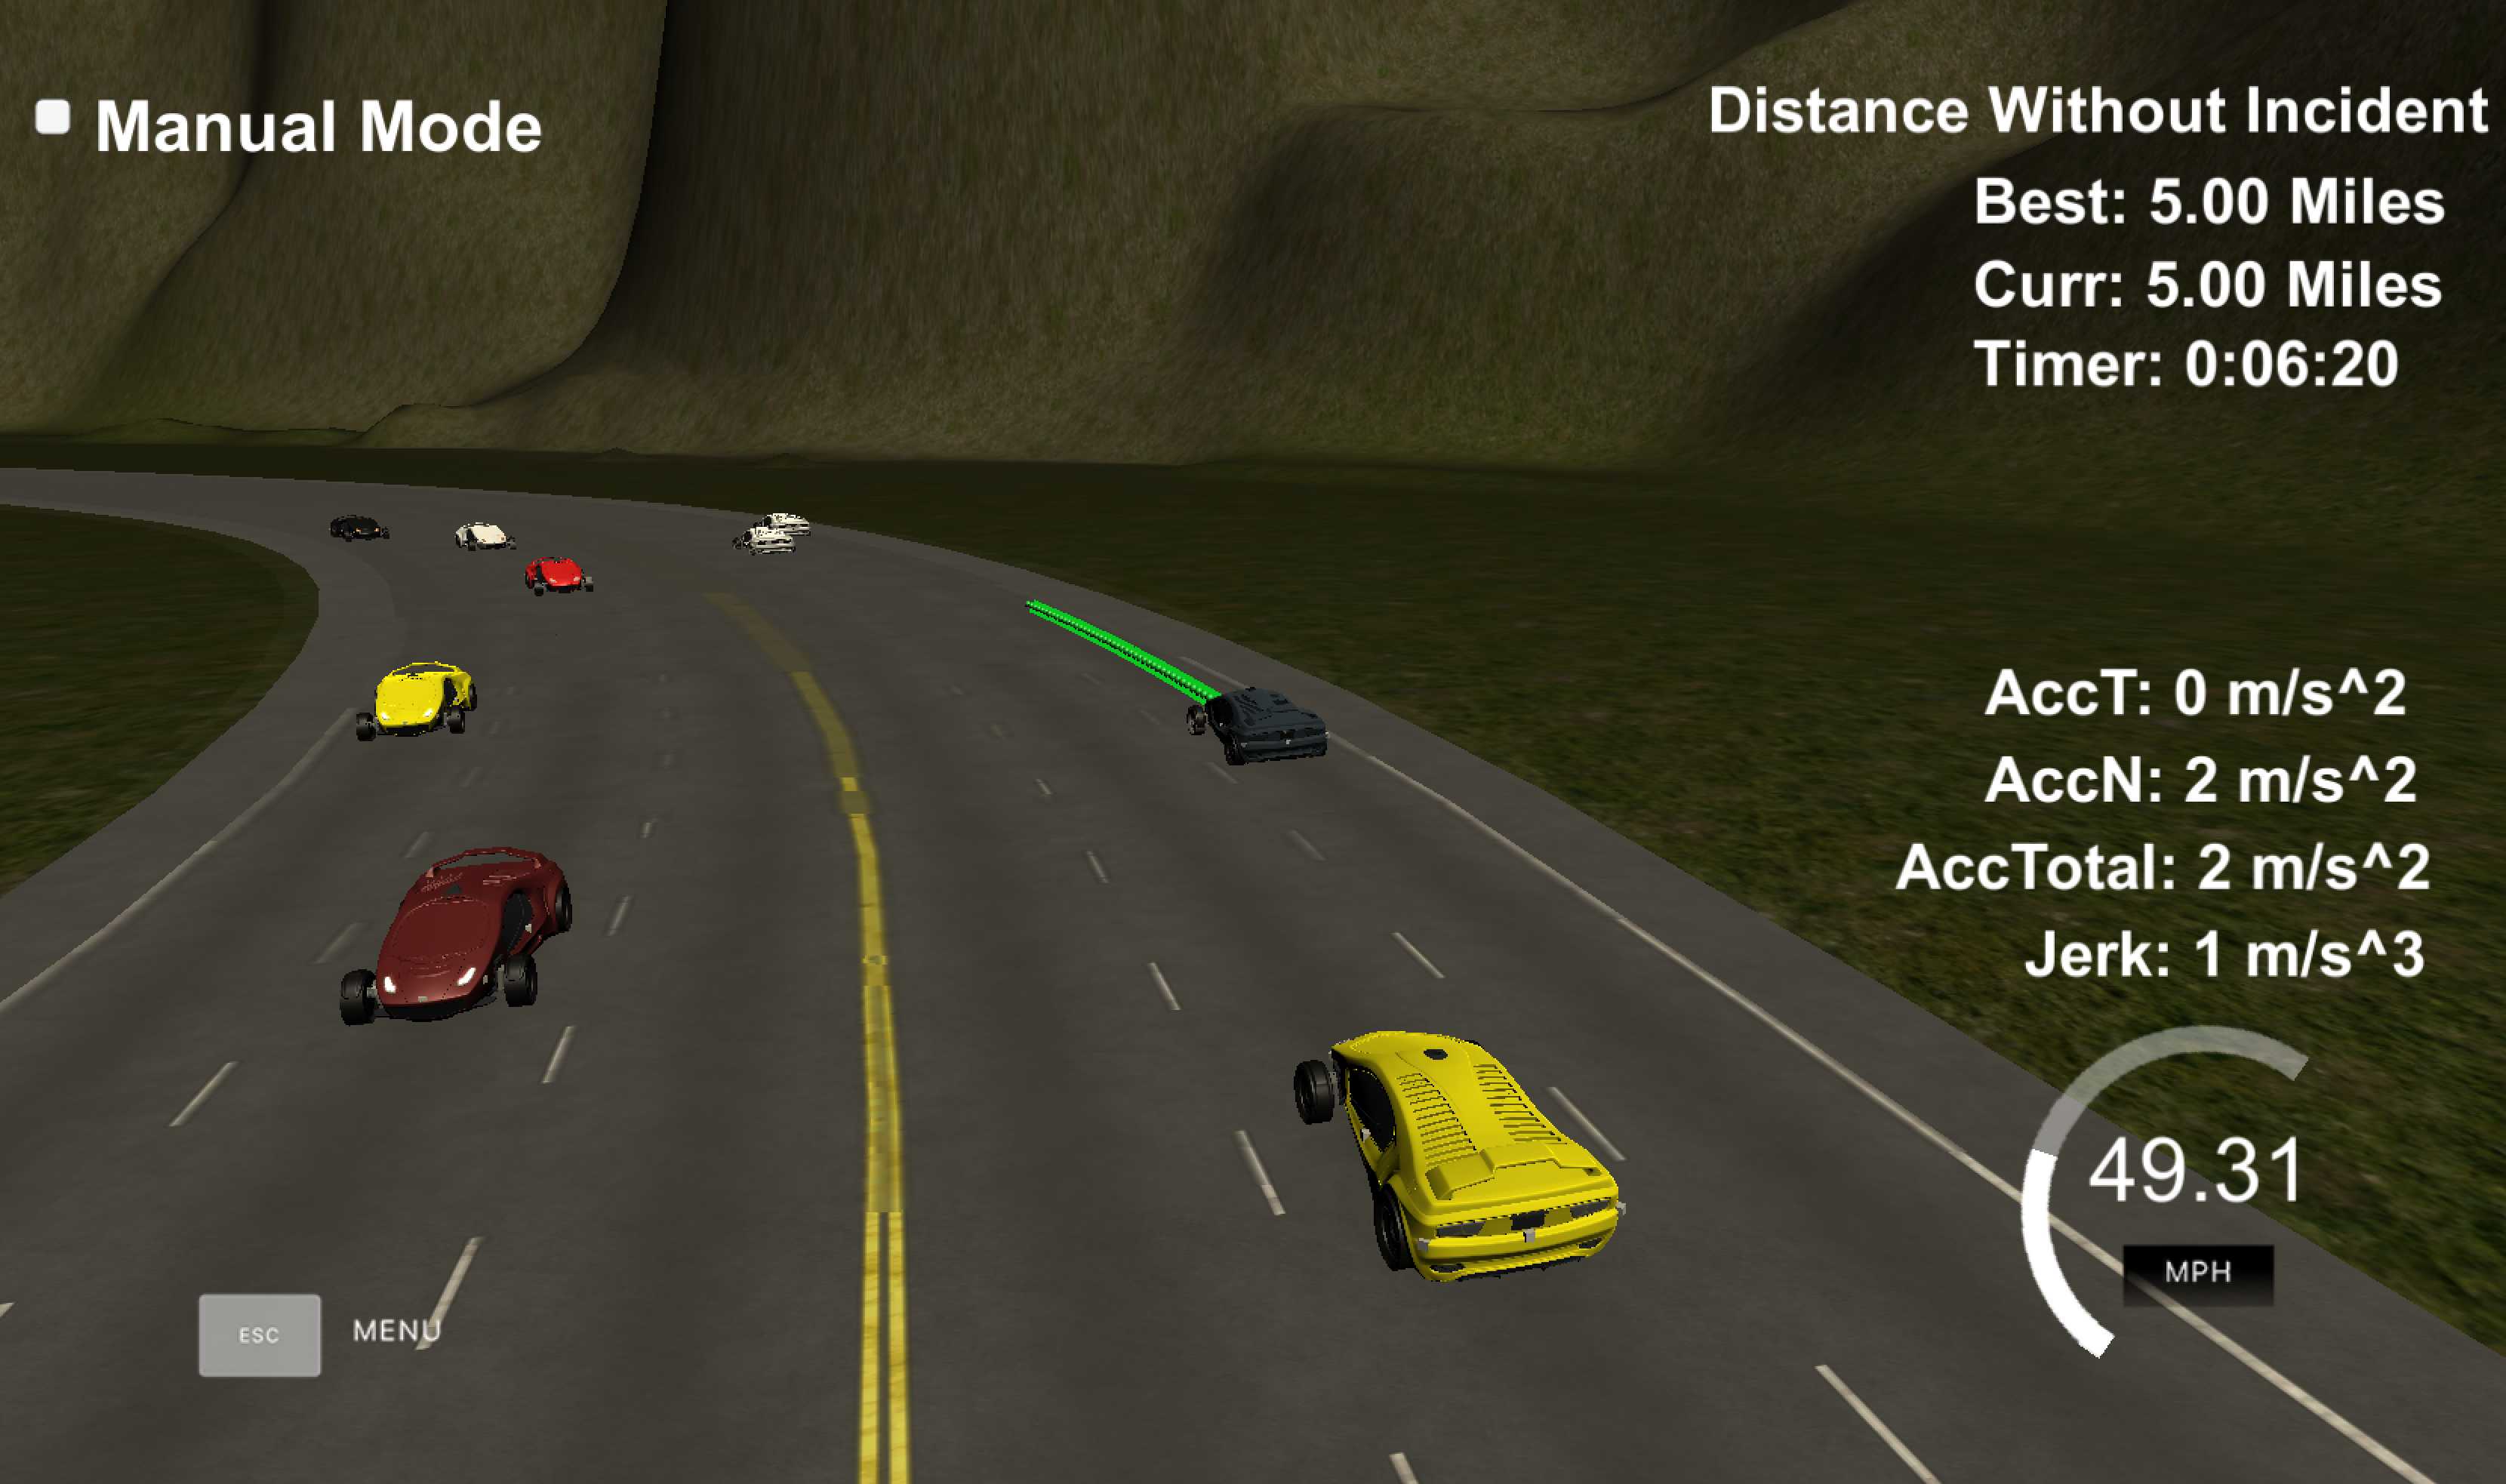 Manual Mode
Distance Without Incident
Best: 5.00 Miles
Curr: 5.00 Miles
Timer: 0:06:20
AccT: 0 m/s^2
AccN: 2 m/s^2
AccTotal: 2 m/s^2
Jerk: 1 m/s^3
49.31
MPH
ESC MENU